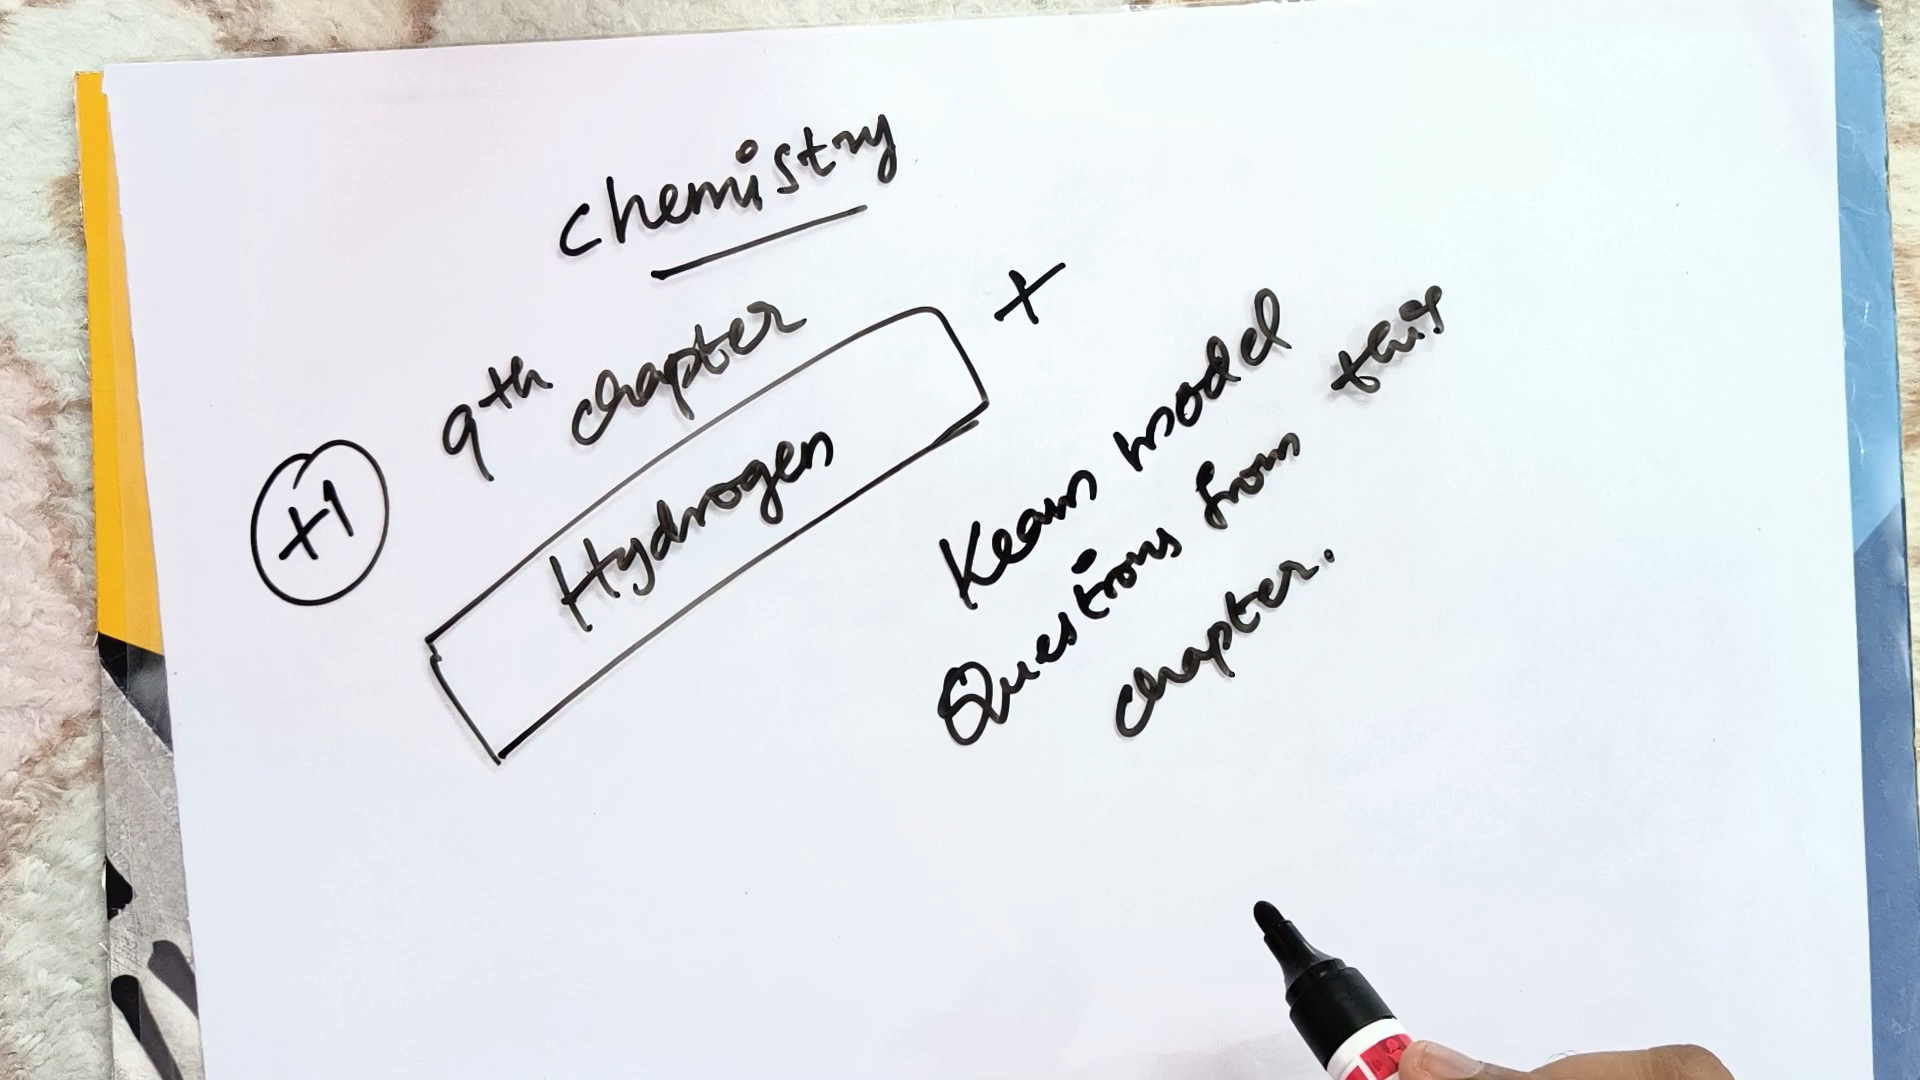 Chemistry
+1
9th chapter
Hydrogen
+
Keam model
Questions from this
chapter.